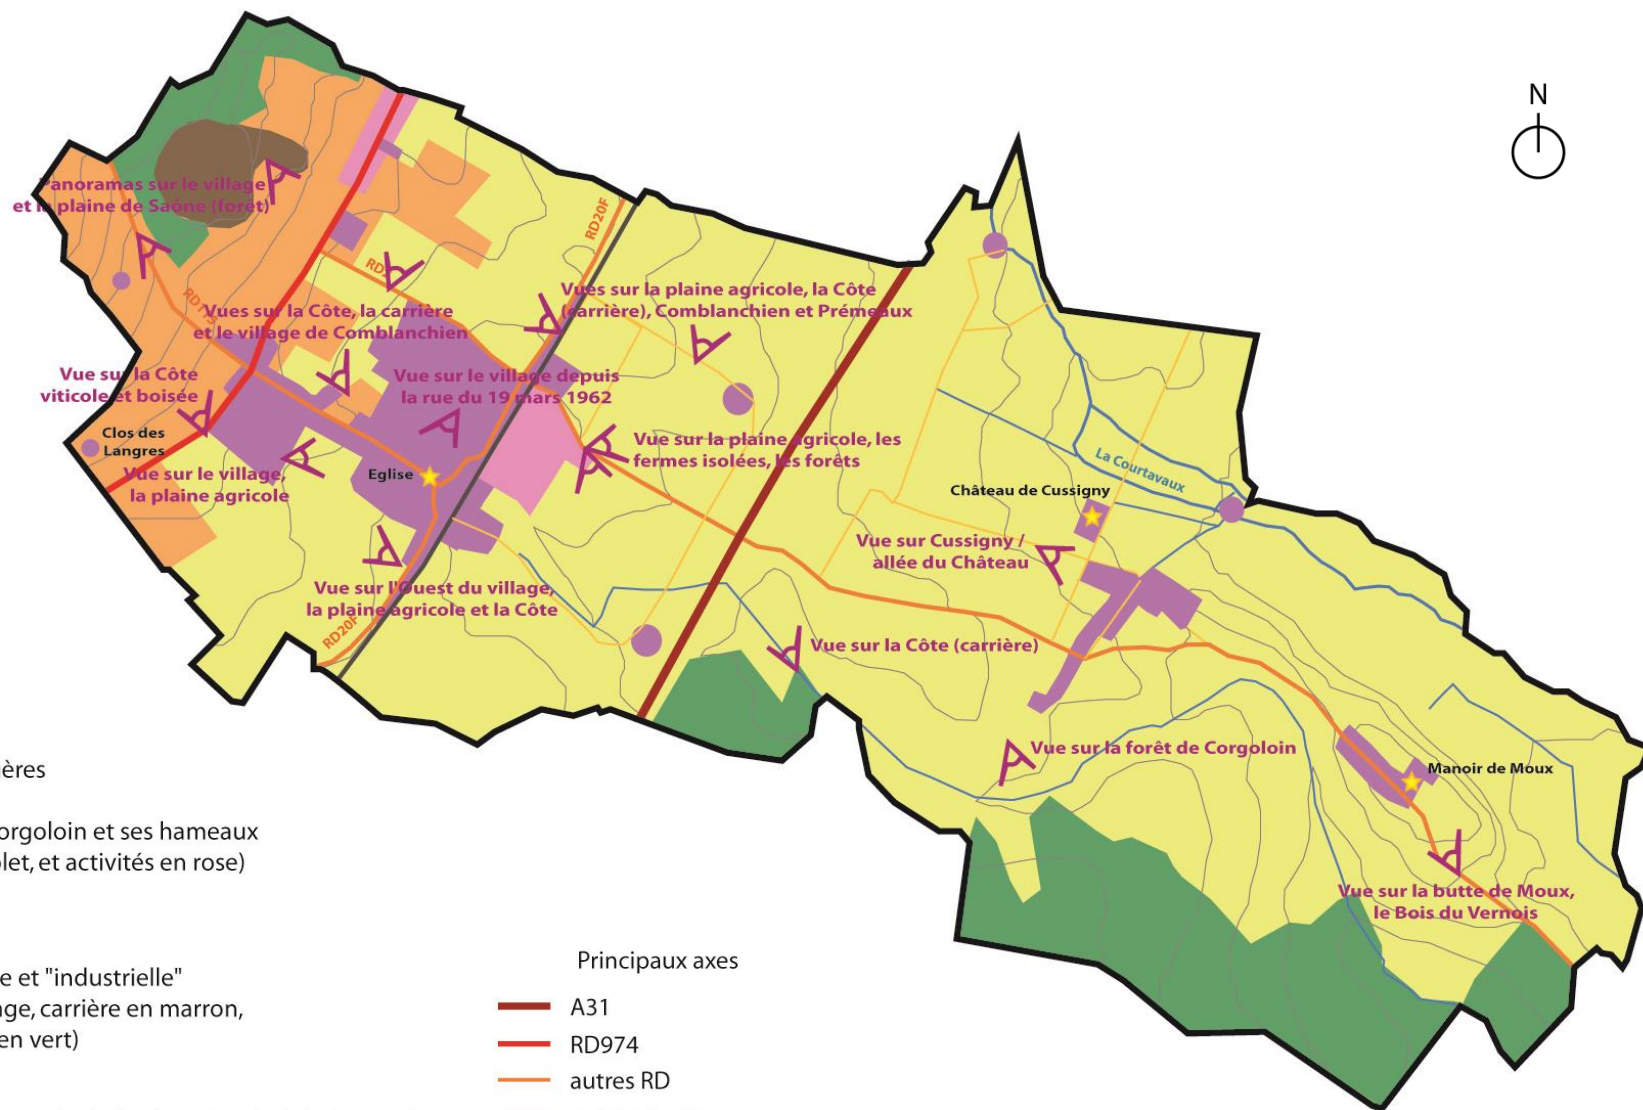 N
Panoramas sur le village
et la plaine de Saône (forêt)
RD20F
Vues sur la plaine agricole, la Côte
(carrière), Comblanchien et Prémeaux
Vues sur la Côte, la carrière
et le village de Comblanchien
Vue sur la Côte
viticole et boisée
Vue sur le village depuis
la rue du 19 mars 1962
Clos des
Langres
Vue sur la plaine agricole, les
fermes isolées, les forêts
Vue sur le village,
la plaine agricole
Eglise
La Courtavaux
Château de Cussigny
Vue sur Cussigny /
allée du Château
Vue sur l'Ouest du village,
la plaine agricole et la Côte
RD20F
Vue sur la Côte (carrière)
Vue sur la forêt de Corgoloin
Manoir de Moux
Vue sur la butte de Moux,
le Bois du Vernois
ères
orgoloin et ses hameaux
let, et activités en rose)
e et "industrielle"
nge, carrière en marron,
en vert)
Principaux axes
A31
RD974
autres RD